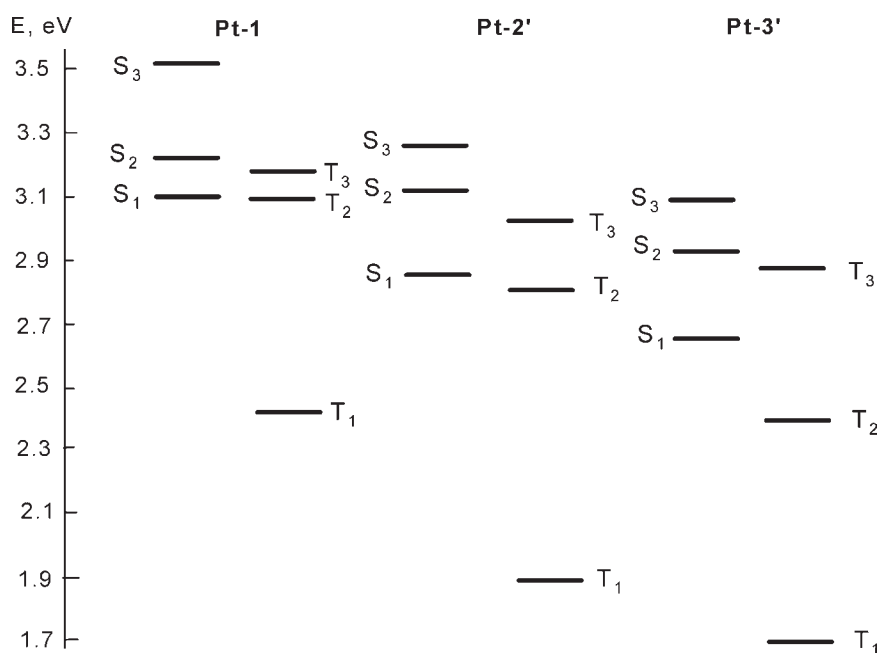 E, eV Pt-1 Pt-2' Pt-3'
3.5 S3
3.3 S3
S2 T3 S2 S3
3.1 S1 T2 T3
S2
2.9 S1 T2 T3
2.7 S1
2.5
T1 T2
2.3
2.1
1.9 T1
1.7 T1